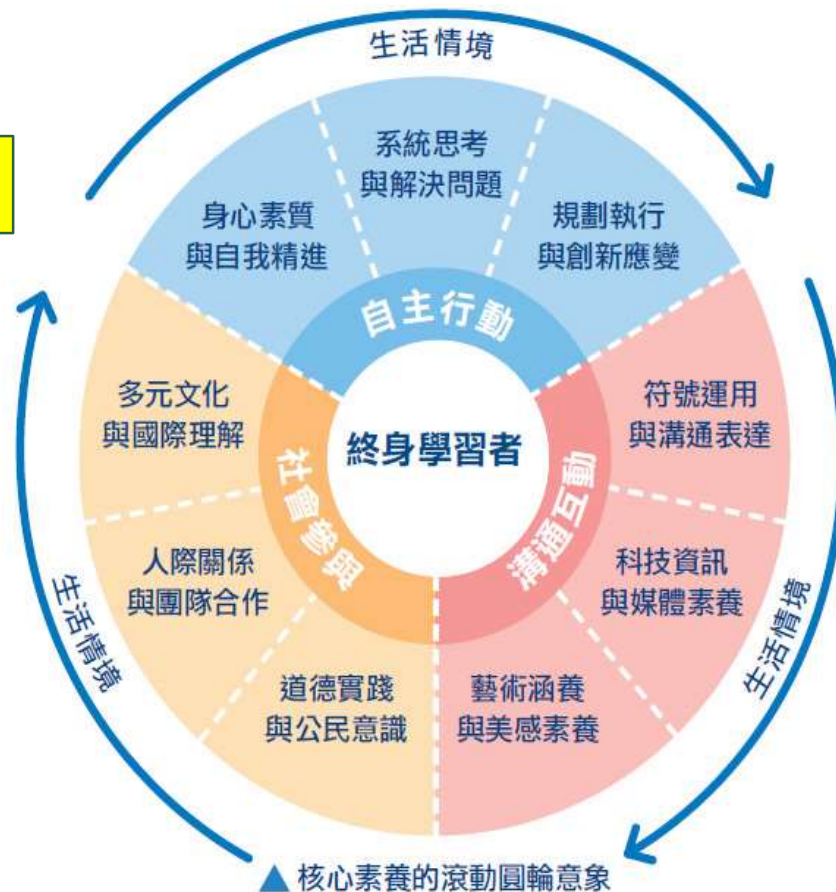 生活情境
系統思考
與解決問題
身心素質
與自我精進
規劃執行
與創新應變
自主行動
多元文化
與國際理解
符號運用
與溝通表達
終身學習者
社會參與
溝通互動
人際關係
與團隊合作
科技資訊
與媒體素養
生活情境
生活情境
道德實踐
與公民意識
藝術涵養
與美感素養
▲ 核心素養的滾動圓輪意象